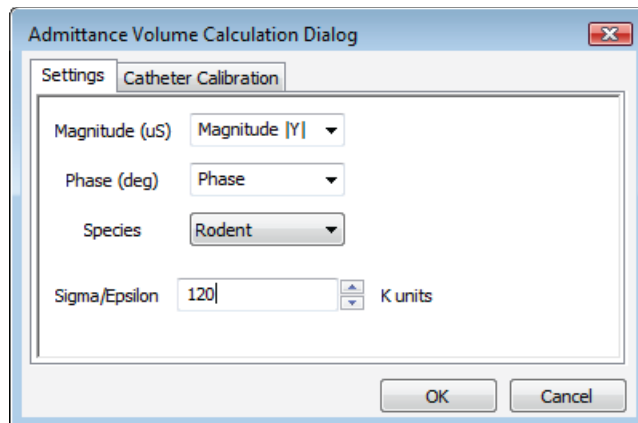 Admittance Volume Calculation Dialog
Settings Catheter Calibration
Magnitude (uS) Magnitude |Y|
Phase (deg) Phase
Species Rodent
Sigma/Epsilon 120 K units
OK Cancel